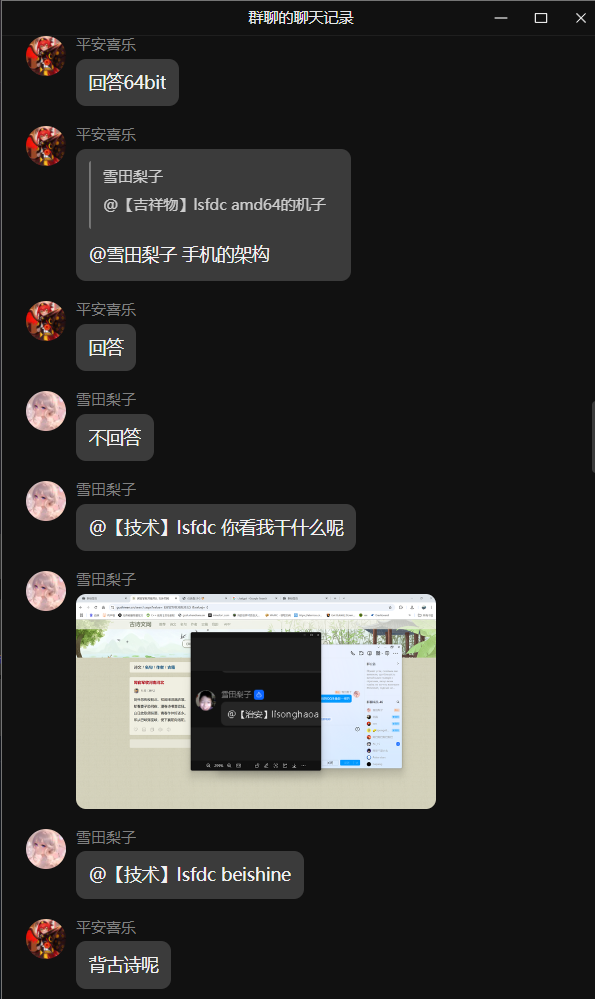 群聊的聊天记录
平安喜乐
回答64bit
平安喜乐
雪田梨子
@【吉祥物】lsfdc amd64的机子
@雪田梨子 手机的架构
平安喜乐
回答
雪田梨子
不回答
雪田梨子
@【技术】lsfdc 你看我干什么呢
雪田梨子
古诗文网
雪田梨子
@【治安】lisonghaoa
雪田梨子
@【技术】lsfdc beishine
平安喜乐
背古诗呢